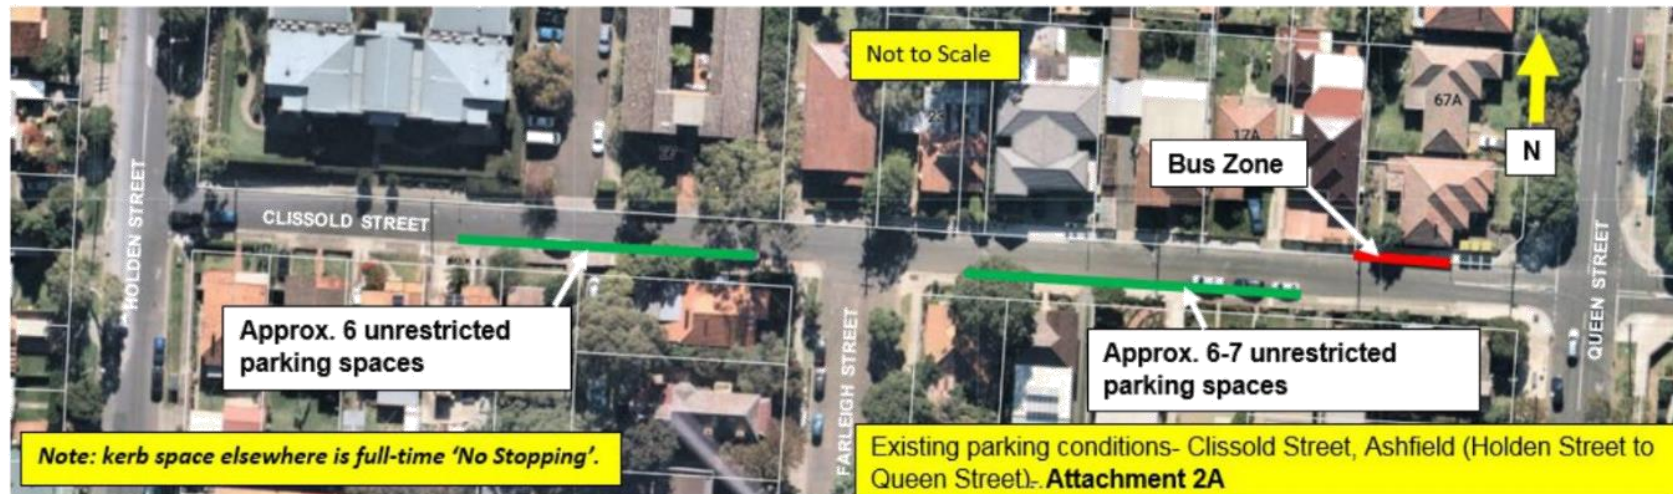 Not to Scale
67A
17A
Bus Zone
N
HOLDEN STREET
CLISSOLD STREET
QUEEN STREET
FARLEIGH STREET
Approx. 6 unrestricted
parking spaces
Approx. 6-7 unrestricted
parking spaces
Note: kerb space elsewhere is full-time ‘No Stopping’.
Existing parking conditions- Clissold Street, Ashfield (Holden Street to
Queen Street)-.Attachment 2A